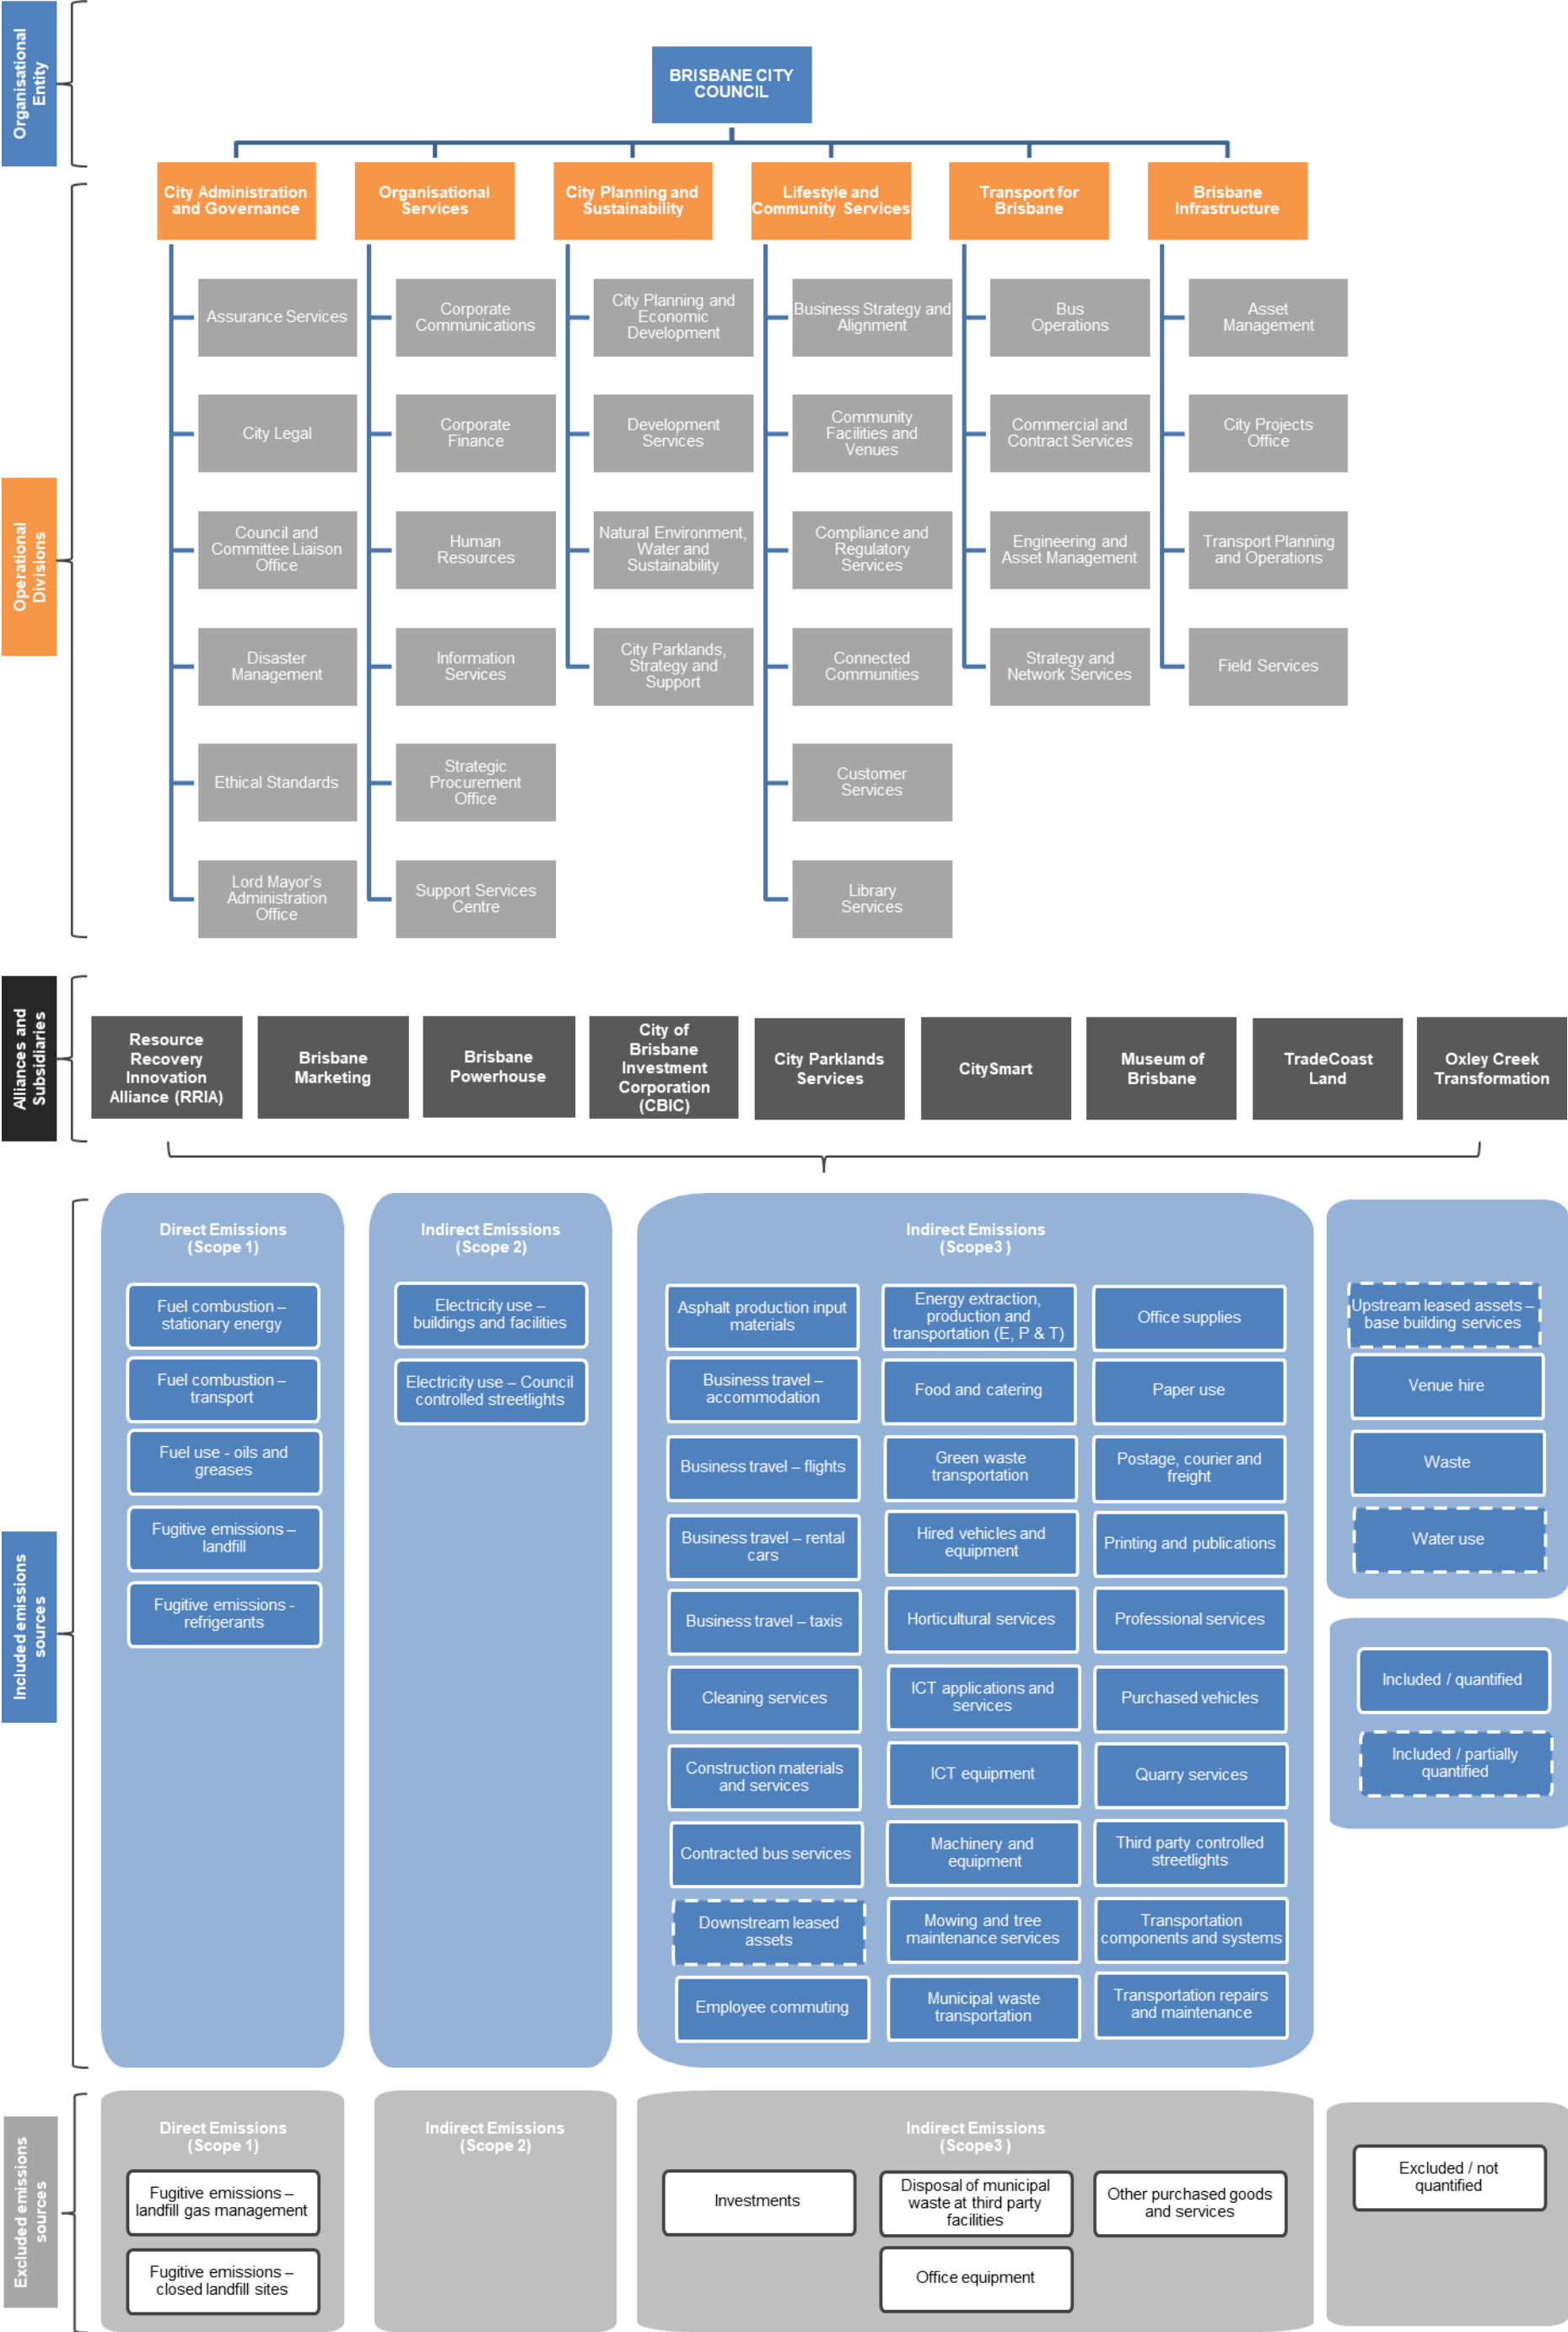 Organisational
Entity
BRISBANE CITY
COUNCIL
Operational
Divisions
City Administration
and Governance
Organisational
Services
City Planning and
Sustainability
Lifestyle and
Community Services
Transport for
Brisbane
Brisbane
Infrastructure
Assurance Services
City Legal
Council and
Committee Liaison
Office
Disaster
Management
Ethical Standards
Lord Mayor's
Administration
Office
Corporate
Communications
Corporate
Finance
Human
Resources
Information
Services
Strategic
Procurement
Office
Support Services
Centre
City Planning and
Economic
Development
Development
Services
Natural Environment,
Water and
Sustainability
City Parklands,
Strategy and
Support
Business Strategy and
Alignment
Community
Facilities and
Venues
Compliance and
Regulatory
Services
Connected
Communities
Customer
Services
Library
Services
Bus
Operations
Commercial and
Contract Services
Engineering and
Asset Management
Strategy and
Network Services
Asset
Management
City Projects
Office
Transport Planning
and Operations
Field Services
Alliances and
Subsidiaries
Resource
Recovery
Innovation
Alliance (RRIA)
Brisbane
Marketing
Brisbane
Powerhouse
City of
Brisbane
Investment
Corporation
(CBIC)
City Parklands
Services
CitySmart
Museum of
Brisbane
TradeCoast
Land
Oxley Creek
Transformation
Included emissions
sources
Direct Emissions
(Scope 1)
Fuel combustion –
stationary energy
Fuel combustion –
transport
Fuel use - oils and
greases
Fugitive emissions –
landfill
Fugitive emissions -
refrigerants
Indirect Emissions
(Scope 2)
Electricity use –
buildings and facilities
Electricity use – Council
controlled streetlights
Indirect Emissions
(Scope3 )
Asphalt production input
materials
Business travel –
accommodation
Business travel – flights
Business travel – rental
cars
Business travel – taxis
Cleaning services
Construction materials
and services
Contracted bus services
Downstream leased
assets
Employee commuting
Energy extraction,
production and
transportation (E, P & T)
Food and catering
Green waste
transportation
Hired vehicles and
equipment
Horticultural services
ICT applications and
services
ICT equipment
Machinery and
equipment
Mowing and tree
maintenance services
Municipal waste
transportation
Office supplies
Paper use
Postage, courier and
freight
Printing and publications
Professional services
Purchased vehicles
Quarry services
Third party controlled
streetlights
Transportation
components and systems
Transportation repairs
and maintenance
Upstream leased assets –
base building services
Venue hire
Waste
Water use
Included / quantified
Included / partially
quantified
Excluded emissions
sources
Direct Emissions
(Scope 1)
Fugitive emissions –
landfill gas management
Fugitive emissions –
closed landfill sites
Indirect Emissions
(Scope 2)
Indirect Emissions
(Scope3 )
Investments
Disposal of municipal
waste at third party
facilities
Office equipment
Other purchased goods
and services
Excluded / not
quantified